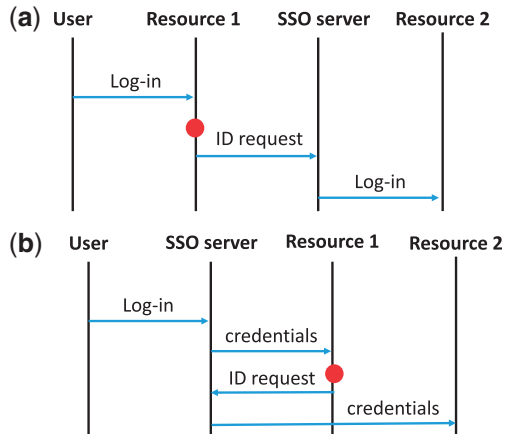 (a) User Resource 1 SSO server Resource 2
Log-in
ID request
Log-in
(b) User SSO server Resource 1 Resource 2
Log-in
credentials
ID request
credentials